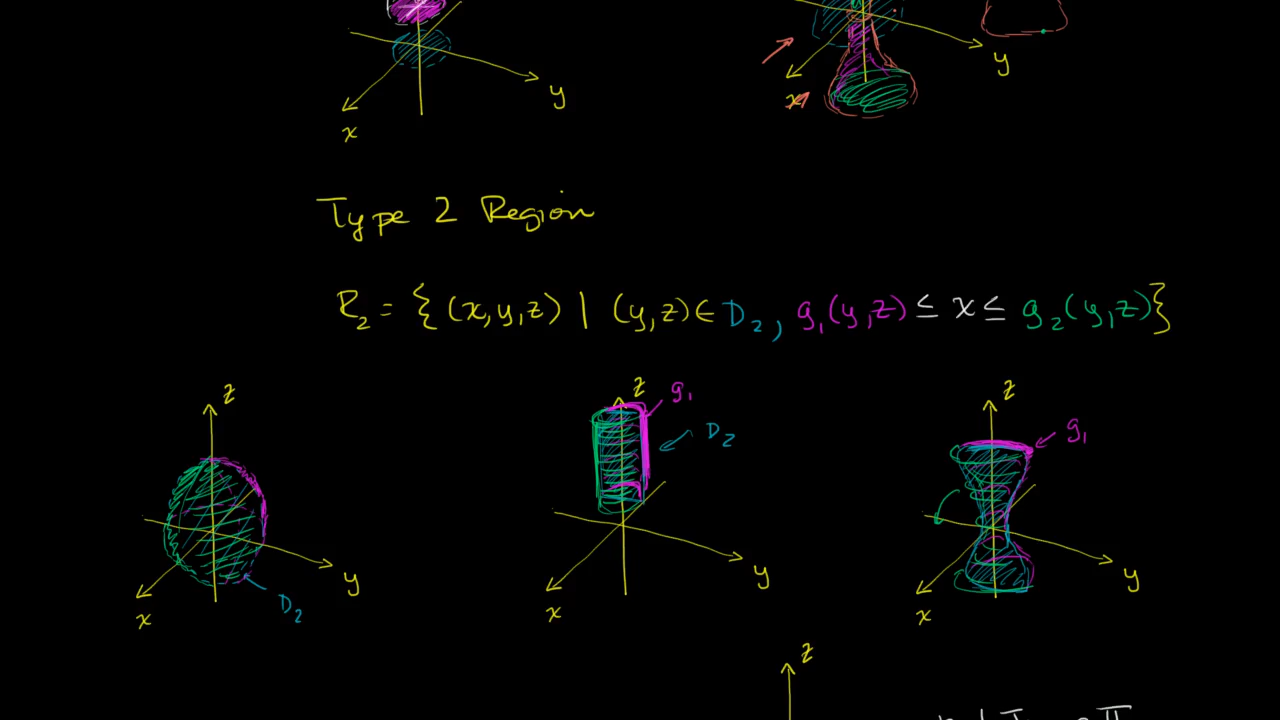 y
x
y
x
Type 2 Region
R₂ = { (x,y,z) | (y,z) ∈ D₂, g₁(y,z) ≤ x ≤ g₂(y,z) }
z
y
x
D₂
z
g₁
D₂
y
x
z
g₁
y
x
z